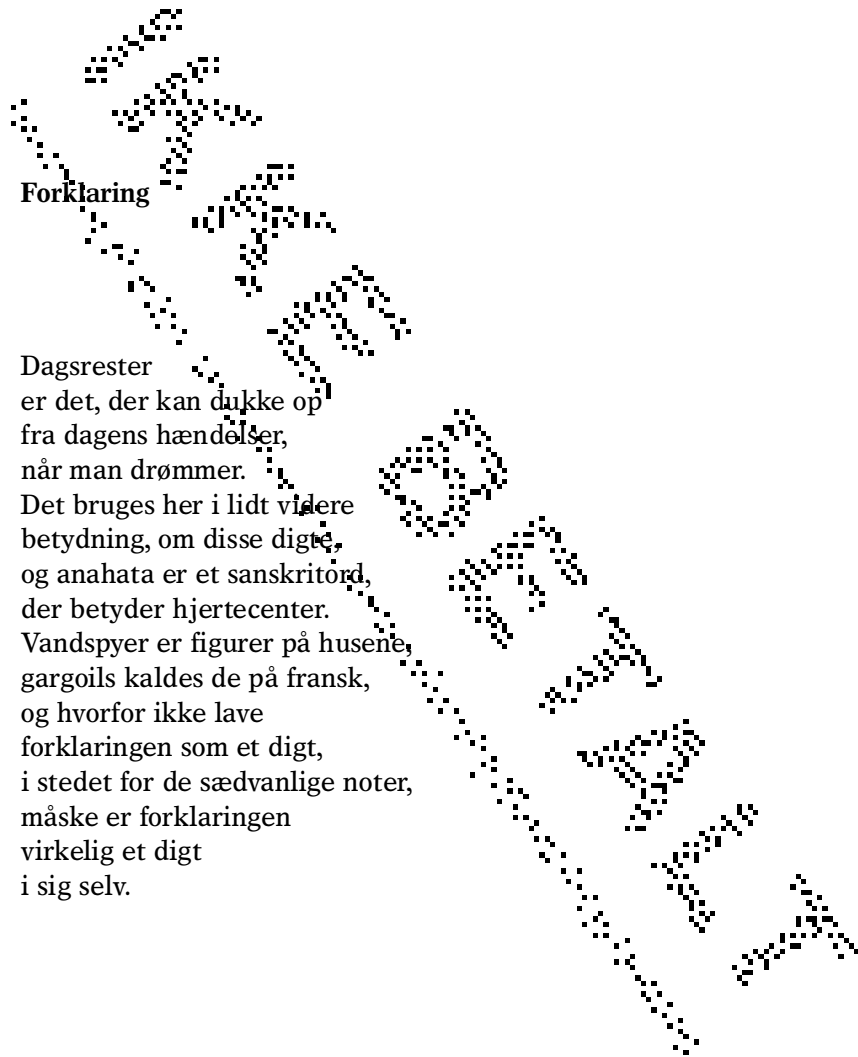 IKKE BETALT
Forklaring
Dagsrester
er det, der kan dukke op
fra dagens hændelser,
når man drømmer.
Det bruges her i lidt videre
betydning, om disse digte,
og anahata er et sanskritord,
der betyder hjertecenter.
Vandspyer er figurer på husene,
gargoils kaldes de på fransk,
og hvorfor ikke lave
forklaringen som et digt,
i stedet for de sædvanlige noter,
måske er forklaringen
virkelig et digt
i sig selv.